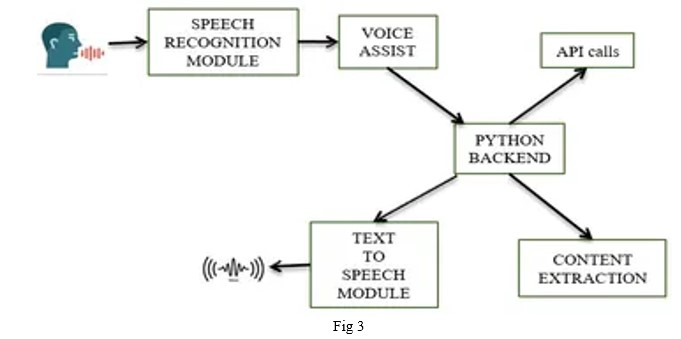 SPEECH
RECOGNITION
MODULE
VOICE
ASSIST
API calls
PYTHON
BACKEND
TEXT
TO
SPEECH
MODULE
CONTENT
EXTRACTION
Fig 3